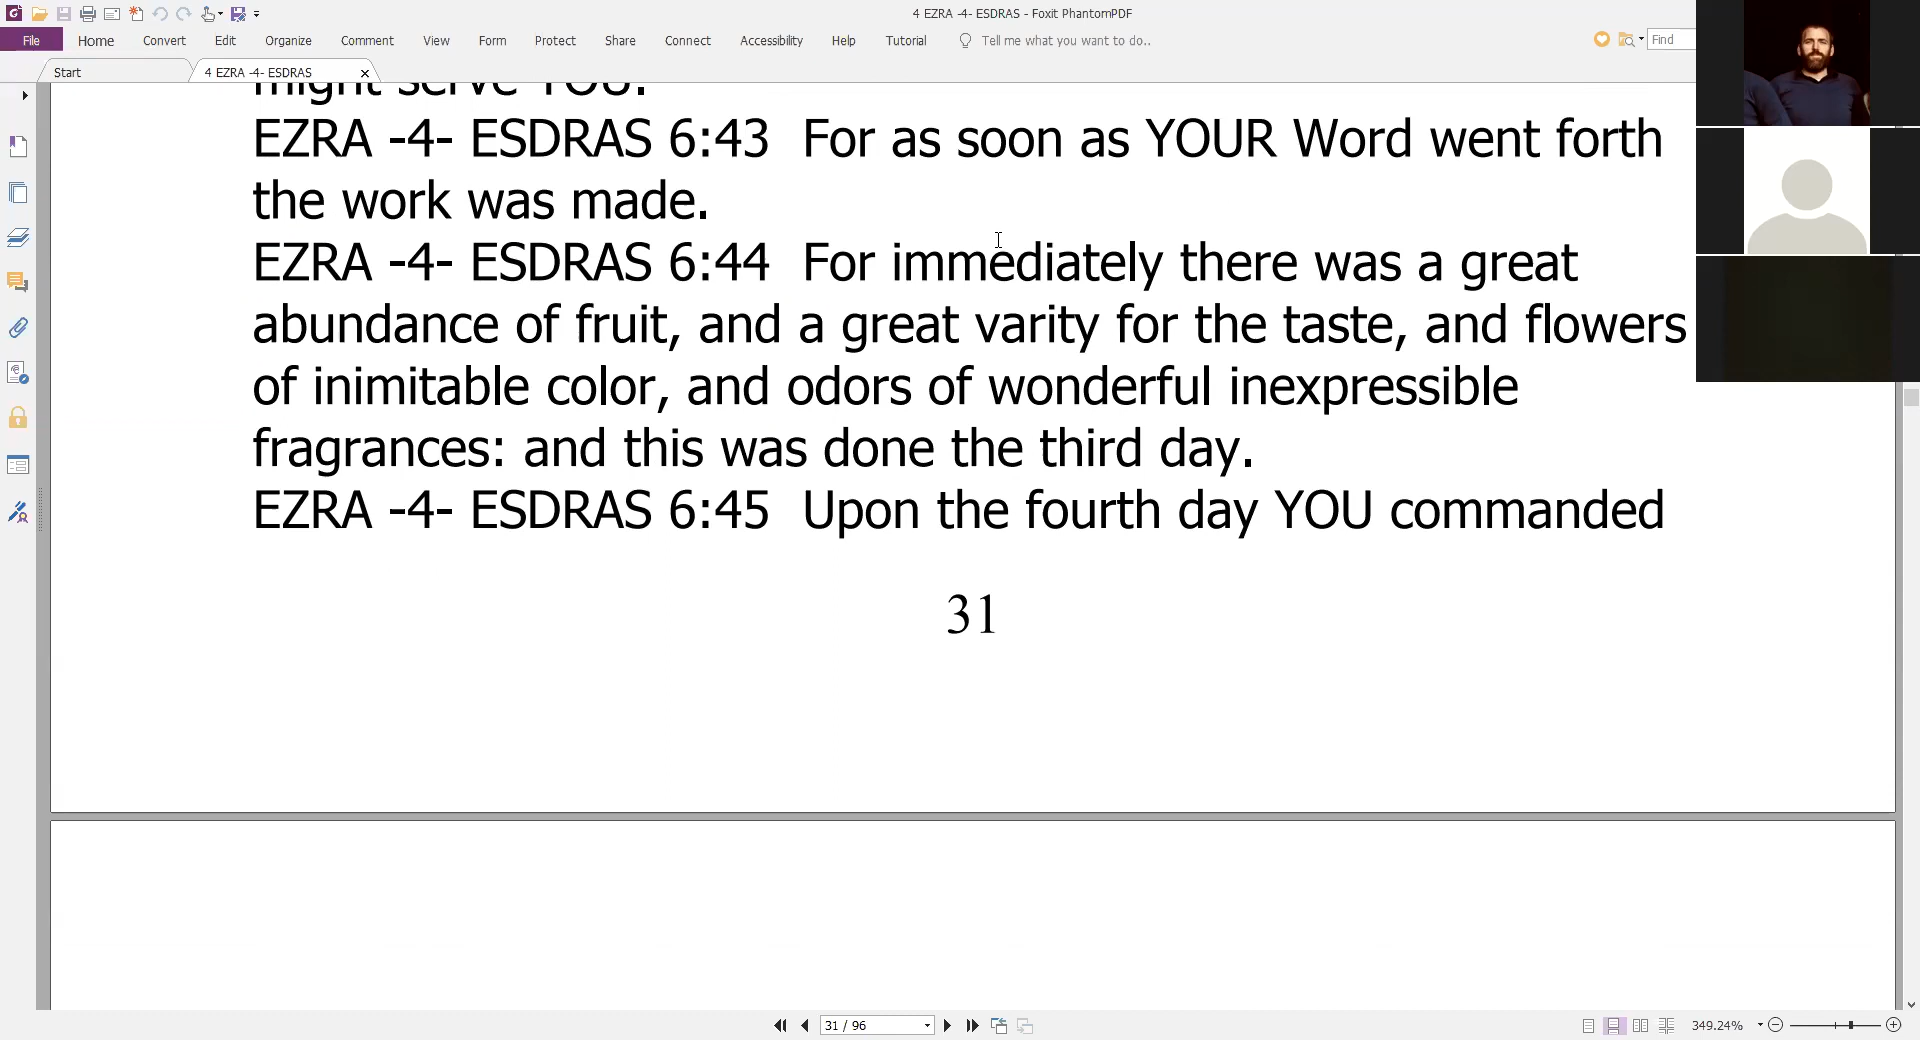 4 EZRA -4- ESDRAS - Foxit PhantomPDF
File Home Convert Edit Organize Comment View Form Protect Share Connect Accessibility Help Tutorial Tell me what you want to do.. Find
Start 4 EZRA -4- ESDRAS
might serve YOU.
EZRA -4- ESDRAS 6:43 For as soon as YOUR Word went forth
the work was made.
EZRA -4- ESDRAS 6:44 For immediately there was a great
abundance of fruit, and a great varity for the taste, and flowers
of inimitable color, and odors of wonderful inexpressible
fragrances: and this was done the third day.
EZRA -4- ESDRAS 6:45 Upon the fourth day YOU commanded
31
31 / 96
349.24%